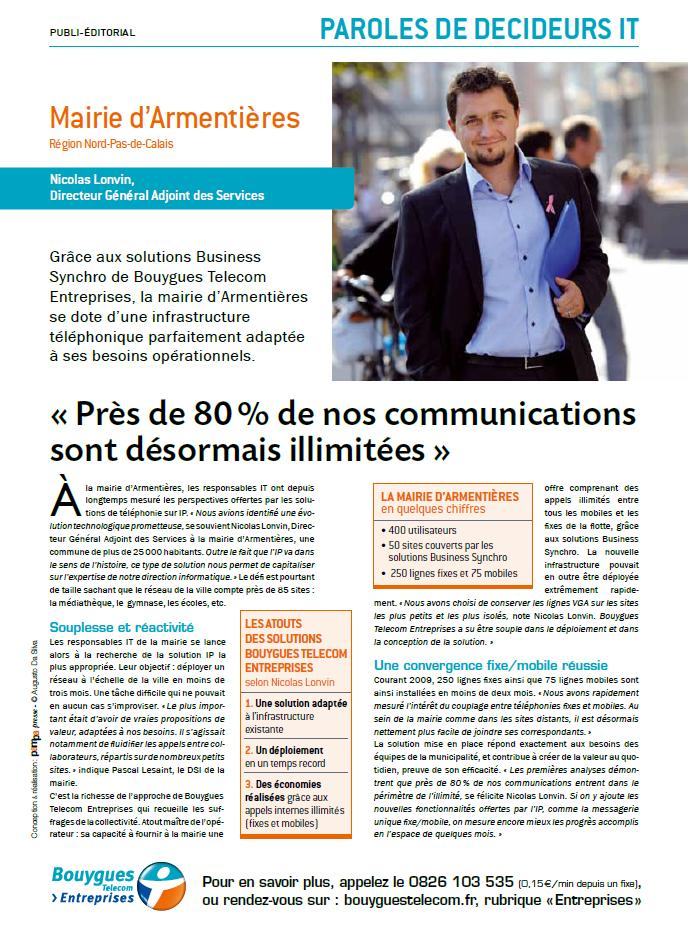 PUBLI-ÉDITORIAL
PAROLES DE DECIDEURS IT
Mairie d'Armentières
Région Nord-Pas-de-Calais
Nicolas Lonvin,
Directeur Général Adjoint des Services
Grâce aux solutions Business
Synchro de Bouygues Telecom
Entreprises, la mairie d'Armentières
se dote d'une infrastructure
téléphonique parfaitement adaptée
à ses besoins opérationnels.
« Près de 80 % de nos communications
sont désormais illimitées »
À la mairie d'Armentières, les responsables IT ont depuis
longtemps mesuré les perspectives offertes par les solu-
tions de téléphonie sur IP. « Nous avons identifié une évo-
lution technologique prometteuse, se souvient Nicolas Lonvin, Direc-
teur Général Adjoint des Services à la mairie d'Armentières, une
commune de plus de 25 000 habitants. Outre le fait que l'IP va dans
le sens de l'histoire, ce type de solution nous permet de capitaliser
sur l'expertise de notre direction informatique. » Le défi est pourtant
de taille sachant que le réseau de la ville compte près de 85 sites :
la médiathèque, le gymnase, les écoles, etc.
Souplesse et réactivité
Les responsables IT de la mairie se lance
alors à la recherche de la solution IP la
plus appropriée. Leur objectif : déployer un
réseau à l'échelle de la ville en moins de
trois mois. Une tâche difficile qui ne pouvait
en aucun cas s'improviser. « Le plus im-
portant était d'avoir de vraies propositions de
valeur, adaptées à nos besoins. Il s'agissait
notamment de fluidifier les appels entre col-
laborateurs, répartis sur de nombreux petits
sites. » indique Pascal Lesaint, le DSI de la
mairie.
C'est la richesse de l'approche de Bouygues
Telecom Entreprises qui recueille les suf-
frages de la collectivité. Atout maître de l'opé-
rateur : sa capacité à fournir à la mairie une
LES ATOUTS
DES SOLUTIONS
BOUYGUES TELECOM
ENTREPRISES
selon Nicolas Lonvin
1. Une solution adaptée
à l'infrastructure
existante
2. Un déploiement
en un temps record
3. Des économies
réalisées grâce aux
appels internes illimités
(fixes et mobiles)
LA MAIRIE D'ARMENTIÈRES
en quelques chiffres
• 400 utilisateurs
• 50 sites couverts par les
solutions Business Synchro
• 250 lignes fixes et 75 mobiles
offre comprenant des
appels illimités entre
tous les mobiles et les
fixes de la flotte, grâce
aux solutions Business
Synchro. La nouvelle
infrastructure pouvait
en outre être déployée
extrêmement rapide-
ment. « Nous avons choisi de conserver les lignes VGA sur les sites
les plus petits et les plus isolés, note Nicolas Lonvin. Bouygues
Telecom Entreprises a su être souple dans le déploiement et dans
la conception de la solution. »
Une convergence fixe/mobile réussie
Courant 2009, 250 lignes fixes ainsi que 75 lignes mobiles sont
ainsi installées en moins de deux mois. « Nous avons rapidement
mesuré l'intérêt du couplage entre téléphonies fixes et mobiles. Au
sein de la mairie comme dans les sites distants, il est désormais
nettement plus facile de joindre ses correspondants. »
La solution mise en place répond exactement aux besoins des
équipes de la municipalité, et contribue à créer de la valeur au quo-
tidien, preuve de son efficacité. « Les premières analyses démon-
trent que près de 80 % de nos communications entrent dans le
périmètre de l'illimité, se félicite Nicolas Lonvin. Si on y ajoute les
nouvelles fonctionnalités offertes par l'IP, comme la messagerie
unique fixe/mobile, on mesure encore mieux les progrès accomplis
en l'espace de quelques mois. »
Conception & réalisation : pmp presse - © Augusto Da Silva
Bouygues
Telecom
> Entreprises
Pour en savoir plus, appelez le 0826 103 535 (0,15€/min depuis un fixe),
ou rendez-vous sur : bouyguestelecom.fr, rubrique «Entreprises»